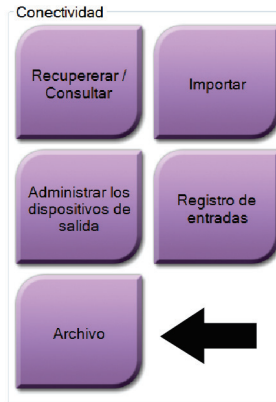 Conectividad
Recupererar /
Consultar
Importar
Administrar los
dispositivos de
salida
Registro de
entradas
Archivo